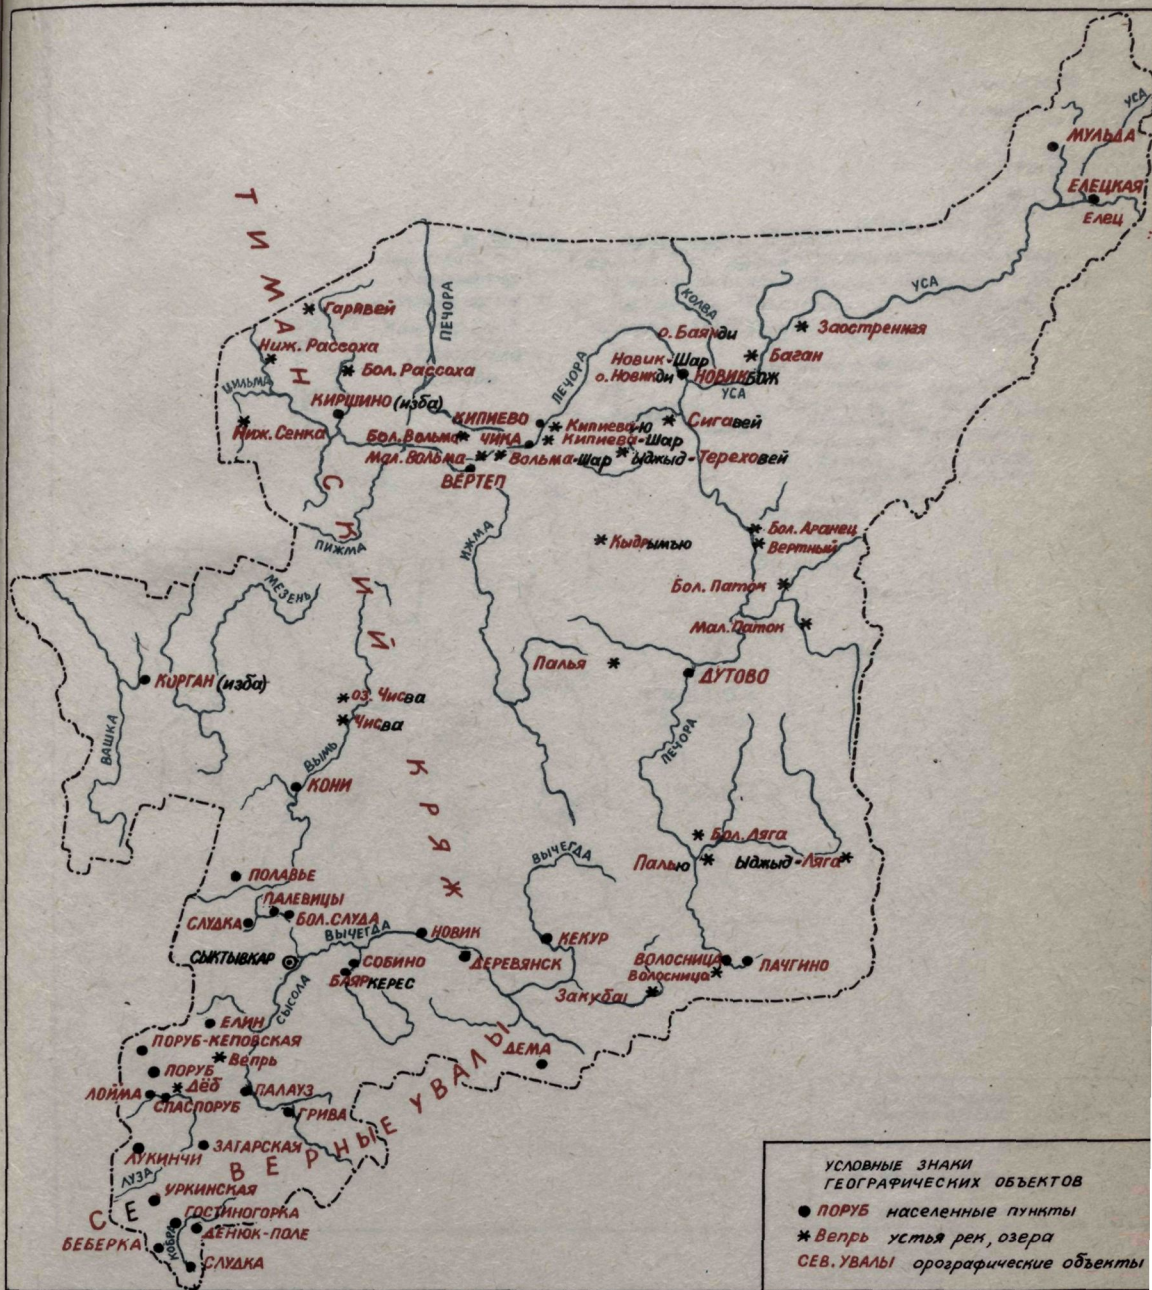 УСА
МУЛЬДА
ЕЛЕЦКАЯ
Елец
ТИМАНСКИЙ КРЯЖ
УСА
ПЕЧОРА
КОЛВА
Гарявей
о. Баянди
Заостренная
Ниж. Рассоха
Новик-Шар
Баган
Бол. Рассоха
о. Новикди
НОВИКБОЖ
ЦИЛЬМА
ПЕЧОРА
УСА
КИРШИНО (изба)
КИПИЕВО
Кипиева-ю
Сигавей
Ниж. Сенка
Бол. Вольма
ЧИКА
Кипиева-Шар
Мал. Вольма
Вольма-Шар
Ыджыд-Тереховей
ВЕРТЕП
Бол. Аранец
ПИЖМА
ИЖМА
Кыдрымъю
Вертный
МЕЗЕНЬ
Бол. Паток
Мал. Паток
Палья
ДУТОВО
КОРГАН (изба)
оз. Чисва
Чисва
ВАШКА
ВЫМЬ
ПЕЧОРА
КОНИ
Бол. Ляга
ВЫЧЕГДА
Палью
Ыджыд-Ляга
ПОЛАВЬЕ
ПАЛЕВИЦЫ
СЛУДКА
БОЛ. СЛУДА
ВЫЧЕГДА
НОВИК
КЕКУР
СЫКТЫВКАР
СОБИНО
ДЕРЕВЯНСК
ВОЛОСНИЦА
ПАЧГИНО
БАЯРКЕРЕС
Волосница
Закубаı
СЫСОЛА
ЕЛИН
ПОРУБ-КЕПОВСКАЯ
Вепрь
ДЕМА
ПОРУБ
Дёб
ЛОЙМА
СПАСПОРУБ
ПАЛАУЗ
ГРИВА
ЛУКИНЧИ
ЗАГАРСКАЯ
СЕВЕРНЫЕ УВАЛЫ
ЛУЗА
УРКИНСКАЯ
ГОСТИНОГОРКА
ДЕНЮК-ПОЛЕ
БЕБЕРКА
КОБРА
СЛУДКА
УСЛОВНЫЕ ЗНАКИ
ГЕОГРАФИЧЕСКИХ ОБЪЕКТОВ
ПОРУБ населенные пункты
Вепрь устья рек, озера
СЕВ. УВАЛЫ орографические объекты